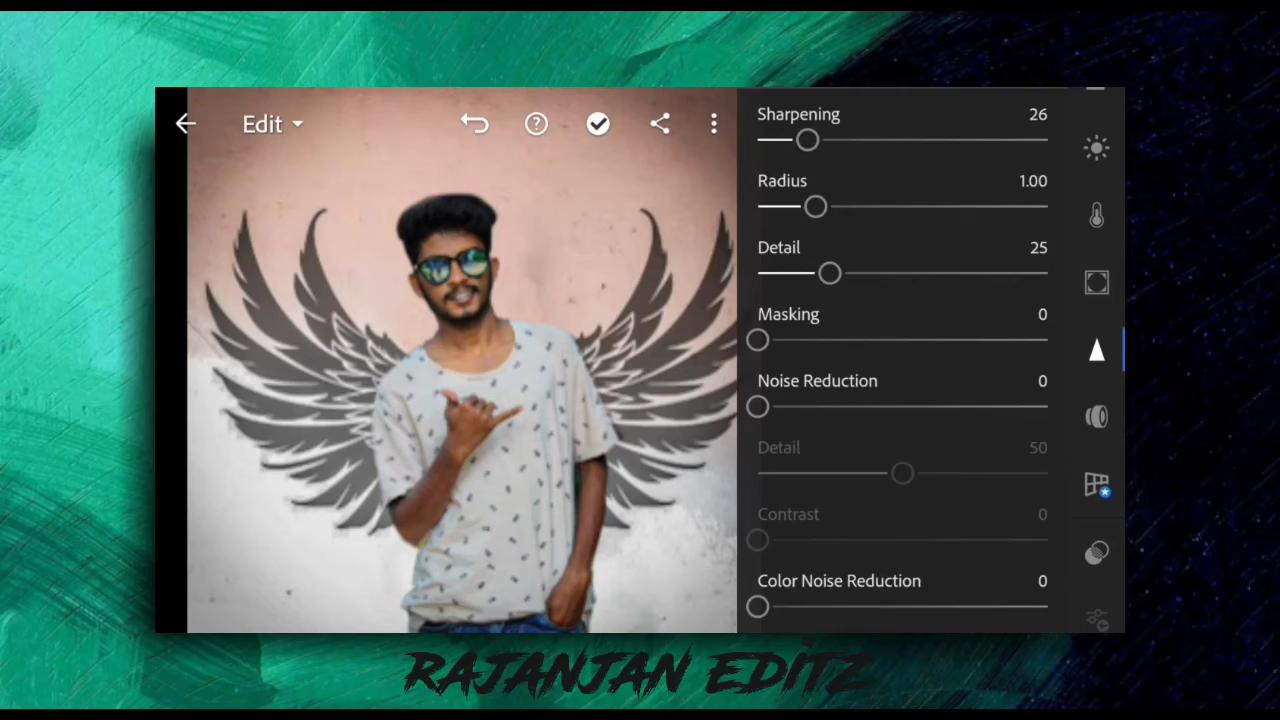 Edit
Sharpening 26
Radius 1.00
Detail 25
Masking 0
Noise Reduction 0
Detail 50
Contrast 0
Color Noise Reduction 0
RAJANJAN EDITZ